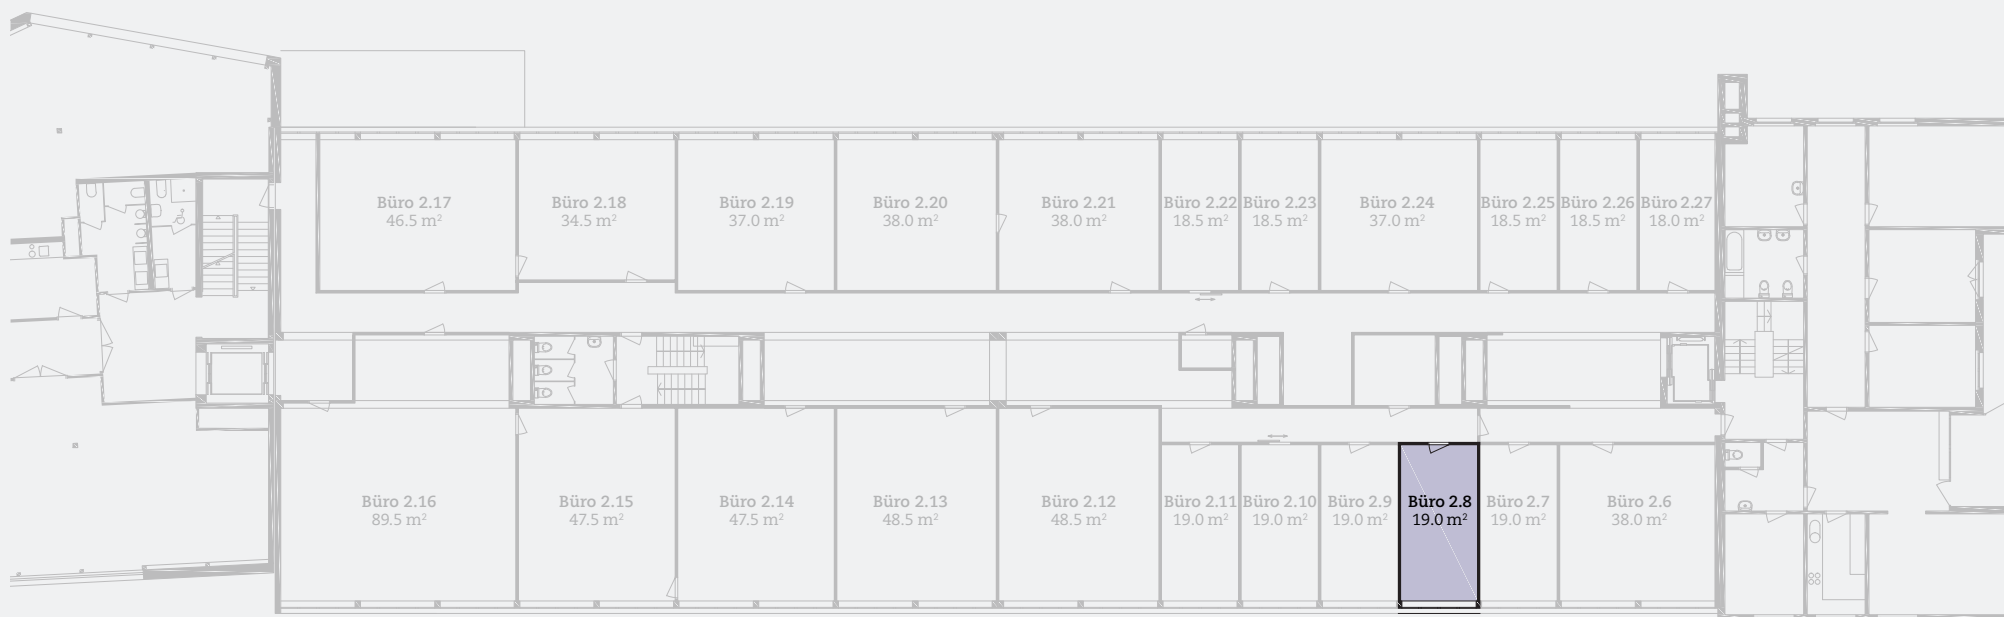 Büro 2.17
46.5 m²
Büro 2.18
34.5 m²
Büro 2.19
37.0 m²
Büro 2.20
38.0 m²
Büro 2.21
38.0 m²
Büro 2.22
18.5 m²
Büro 2.23
18.5 m²
Büro 2.24
37.0 m²
Büro 2.25
18.5 m²
Büro 2.26
18.5 m²
Büro 2.27
18.0 m²
Büro 2.16
89.5 m²
Büro 2.15
47.5 m²
Büro 2.14
47.5 m²
Büro 2.13
48.5 m²
Büro 2.12
48.5 m²
Büro 2.11
19.0 m²
Büro 2.10
19.0 m²
Büro 2.9
19.0 m²
Büro 2.8
19.0 m²
Büro 2.7
19.0 m²
Büro 2.6
38.0 m²